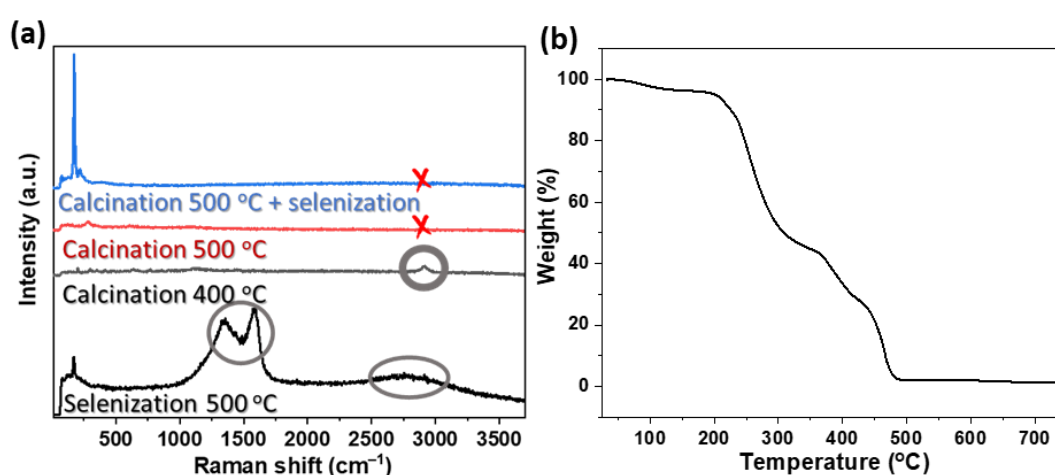 (a)
Intensity (a.u.)
Calcination 500 °C + selenization
Calcination 500 °C
Calcination 400 °C
Selenization 500 °C
500 1000 1500 2000 2500 3000 3500
Raman shift (cm⁻¹)
(b)
Weight (%)
100
80
60
40
20
0
100 200 300 400 500 600 700
Temperature (°C)